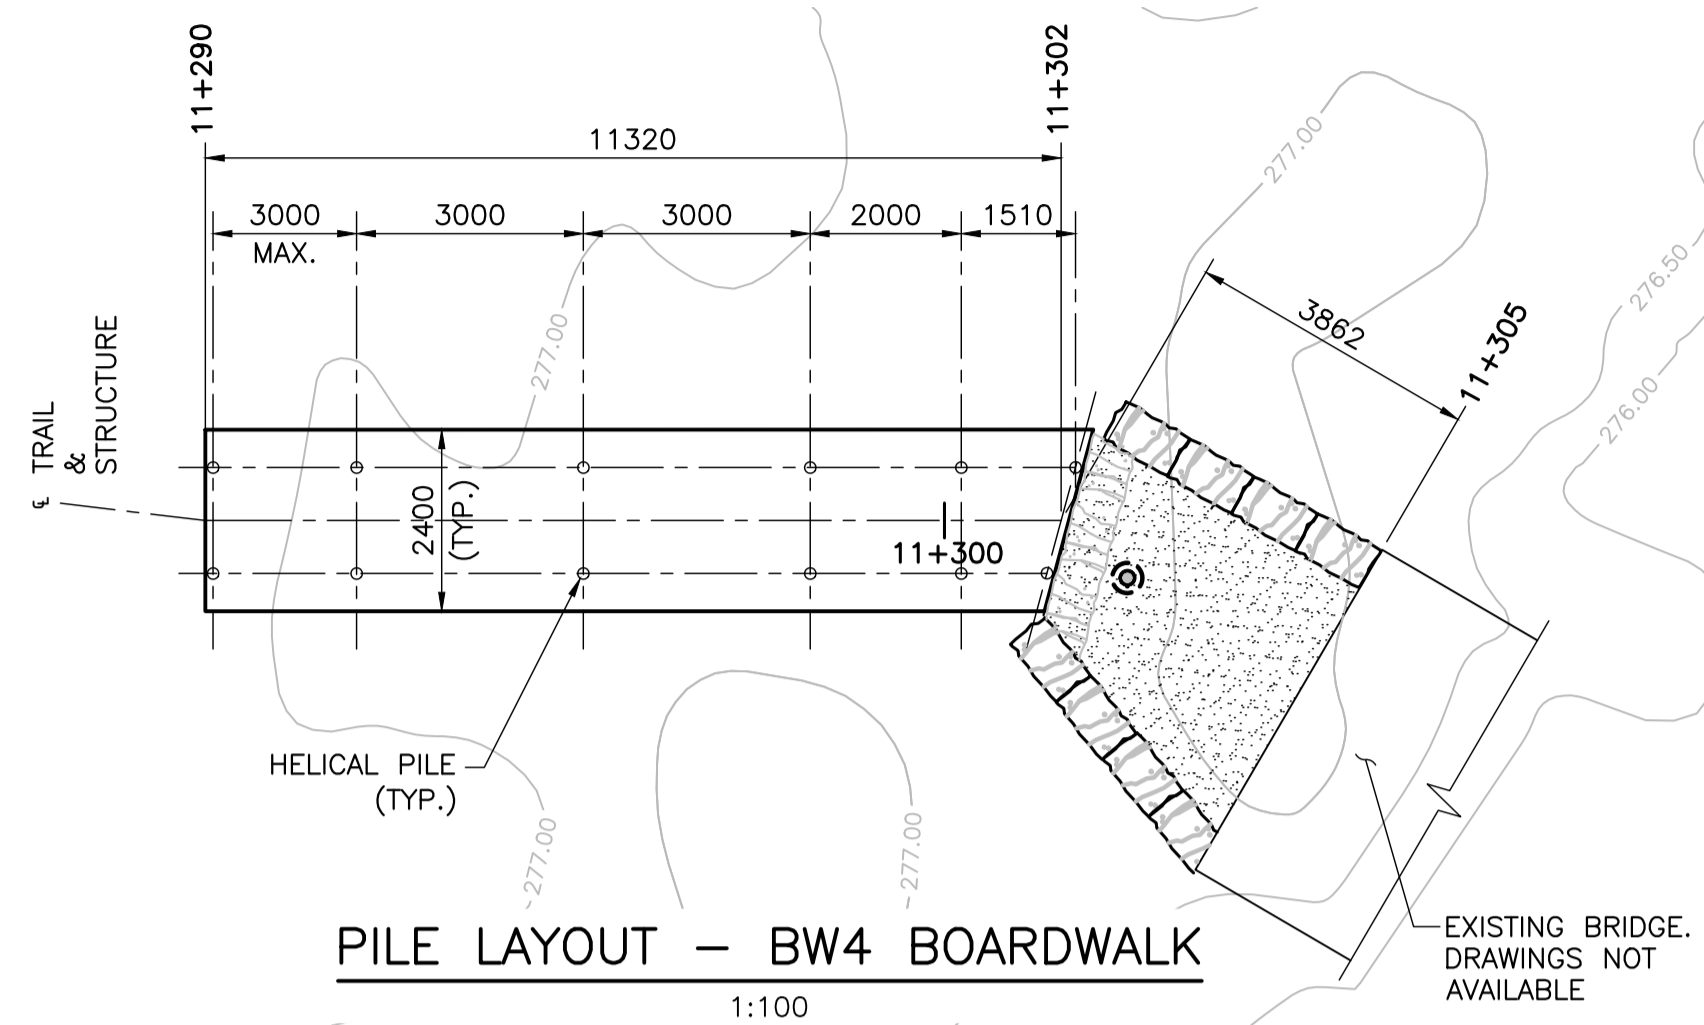 11+290
11+302
11320
3000
MAX.
3000
3000
2000
1510
277.00
276.50
3862
11+305
276.00
277.00
℄ TRAIL
&
STRUCTURE
2400
(TYP.)
11+300
HELICAL PILE
(TYP.)
277.00
277.00
EXISTING BRIDGE.
DRAWINGS NOT
AVAILABLE
PILE LAYOUT – BW4 BOARDWALK
1:100